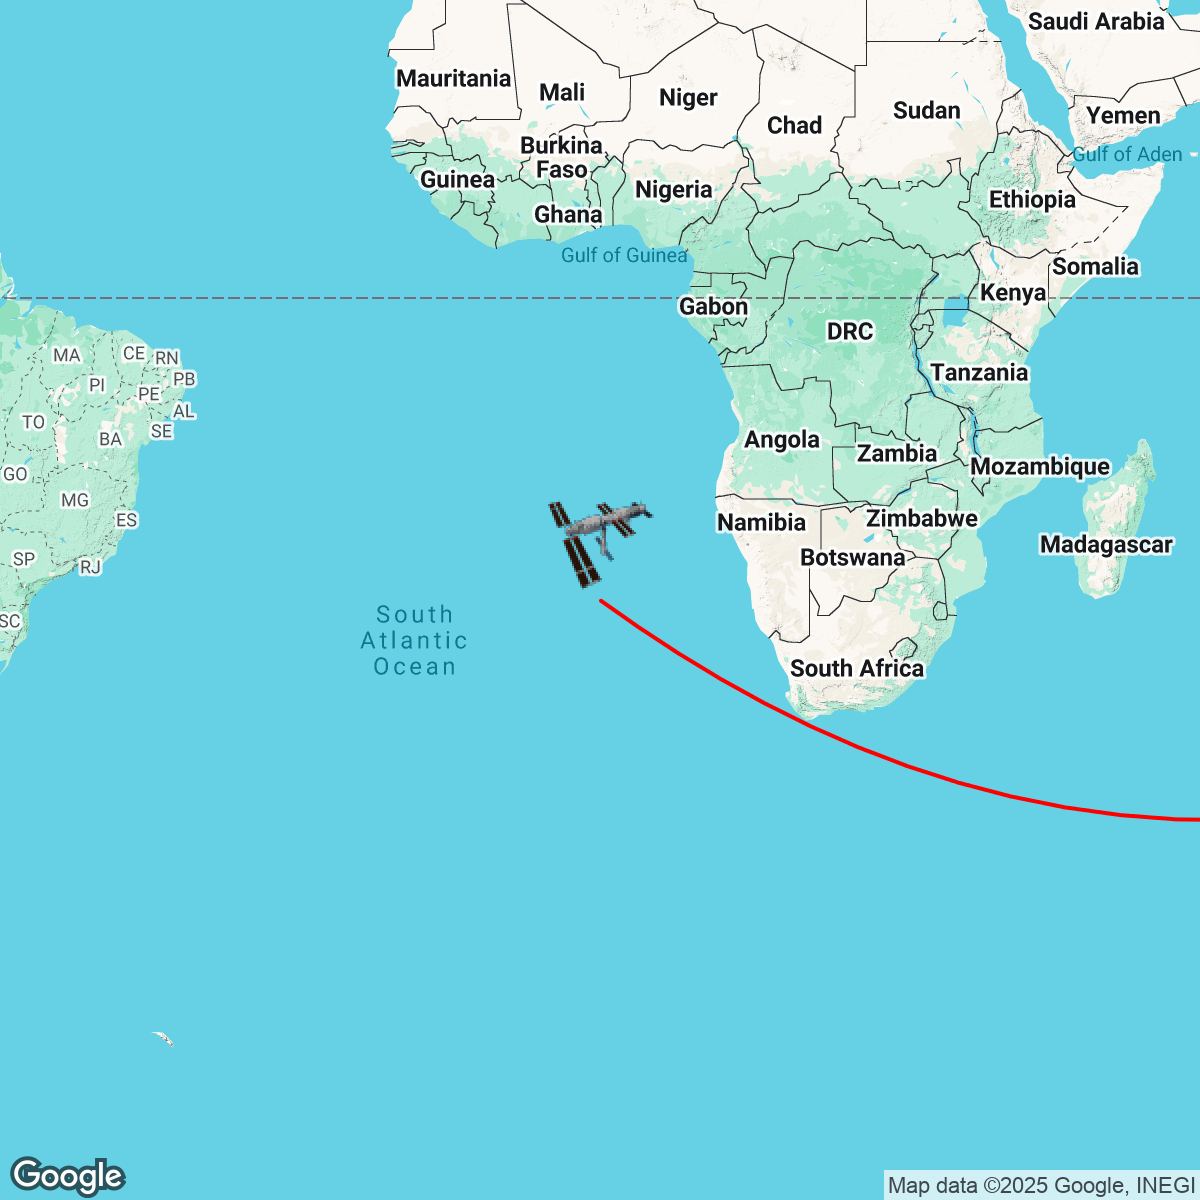 Saudi Arabia
Mauritania
Mali
Niger
Sudan
Yemen
Chad
Burkina
Faso
Gulf of Aden
Guinea
Nigeria
Ethiopia
Ghana
Gulf of Guinea
Somalia
Kenya
Gabon
DRC
MA
CE
RN
PI
PE
PB
Tanzania
AL
TO
SE
BA
Angola
Zambia
Mozambique
GO
MG
ES
Namibia
Zimbabwe
Madagascar
SP
RJ
Botswana
SC
South
Atlantic
Ocean
South Africa
Google
Map data ©2025 Google, INEGI